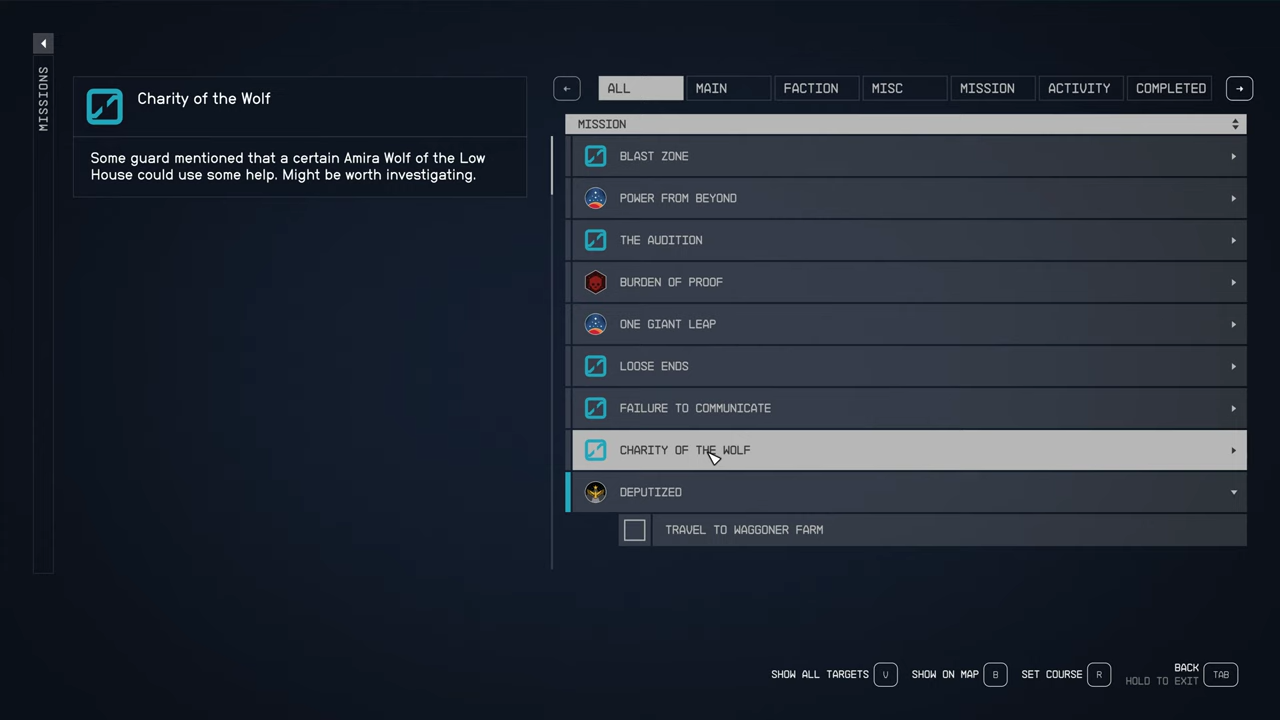 MISSIONS
Charity of the Wolf
Some guard mentioned that a certain Amira Wolf of the Low
House could use some help. Might be worth investigating.
ALL MAIN FACTION MISC MISSION ACTIVITY COMPLETED
MISSION
BLAST ZONE
POWER FROM BEYOND
THE AUDITION
BURDEN OF PROOF
ONE GIANT LEAP
LOOSE ENDS
FAILURE TO COMMUNICATE
CHARITY OF THE WOLF
DEPUTIZED
TRAVEL TO WAGGONER FARM
SHOW ALL TARGETS V SHOW ON MAP B SET COURSE R BACK TAB
HOLD TO EXIT